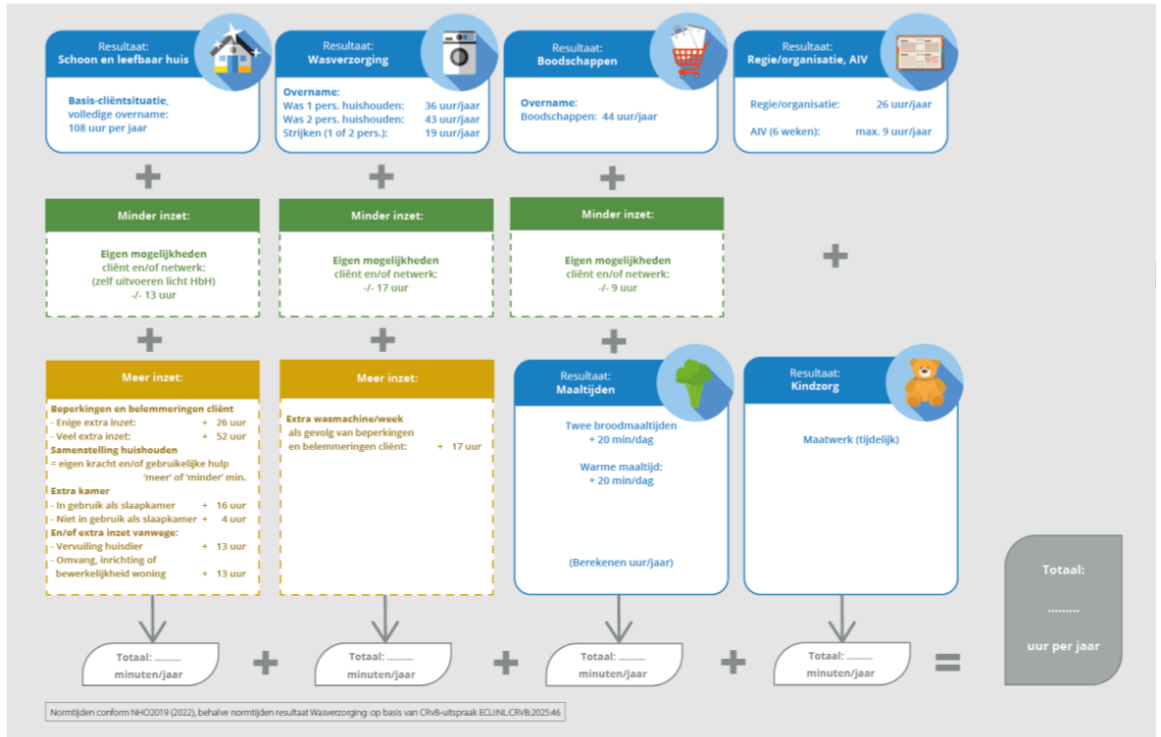 Resultaat:
Schoon en leefbaar huis
Basis-cliëntsituatie,
volledige overname:
108 uur per jaar
Resultaat:
Wasverzorging
Overname:
Was 1 pers. huishouden: 36 uur/jaar
Was 2 pers. huishouden: 43 uur/jaar
Strijken (1 of 2 pers.): 19 uur/jaar
Resultaat:
Boodschappen
Overname:
Boodschappen: 44 uur/jaar
Resultaat:
Regie/organisatie, AIV
Regie/organisatie: 26 uur/jaar
AIV (6 weken): max. 9 uur/jaar
+
+
+
Minder inzet:
Eigen mogelijkheden
cliënt en/of netwerk:
(zelf uitvoeren licht HbH)
-/- 13 uur
Minder inzet:
Eigen mogelijkheden
cliënt en/of netwerk:
-/- 17 uur
Minder inzet:
Eigen mogelijkheden
cliënt en/of netwerk:
-/- 9 uur
+
+
+
+
Meer inzet:
Beperkingen en belemmeringen cliënt
- Enige extra inzet: + 26 uur
- Veel extra inzet: + 52 uur
Samenstelling huishouden
= eigen kracht en/of gebruikelijke hulp
'meer' of 'minder' min.
Extra kamer
- In gebruik als slaapkamer + 16 uur
- Niet in gebruik als slaapkamer + 4 uur
En/of extra inzet vanwege:
- Vervuiling huisdier + 13 uur
- Omvang, inrichting of
bewerkelijkheid woning + 13 uur
Meer inzet:
Extra wasmachine/week
als gevolg van beperkingen
en belemmeringen cliënt: + 17 uur
Resultaat:
Maaltijden
Twee broodmaaltijden
+ 20 min/dag
Warme maaltijd:
+ 20 min/dag
(Berekenen uur/jaar)
Resultaat:
Kindzorg
Maatwerk (tijdelijk)
Totaal: .........
minuten/jaar
+
Totaal: .........
minuten/jaar
+
Totaal: .........
minuten/jaar
+
Totaal: .........
minuten/jaar
=
Totaal:
.........
uur per jaar
Normtijden conform NHO2019 (2022), behalve normtijden resultaat Wasverzorging: op basis van CRvB-uitspraak ECLI:NL:CRVB:2025:46